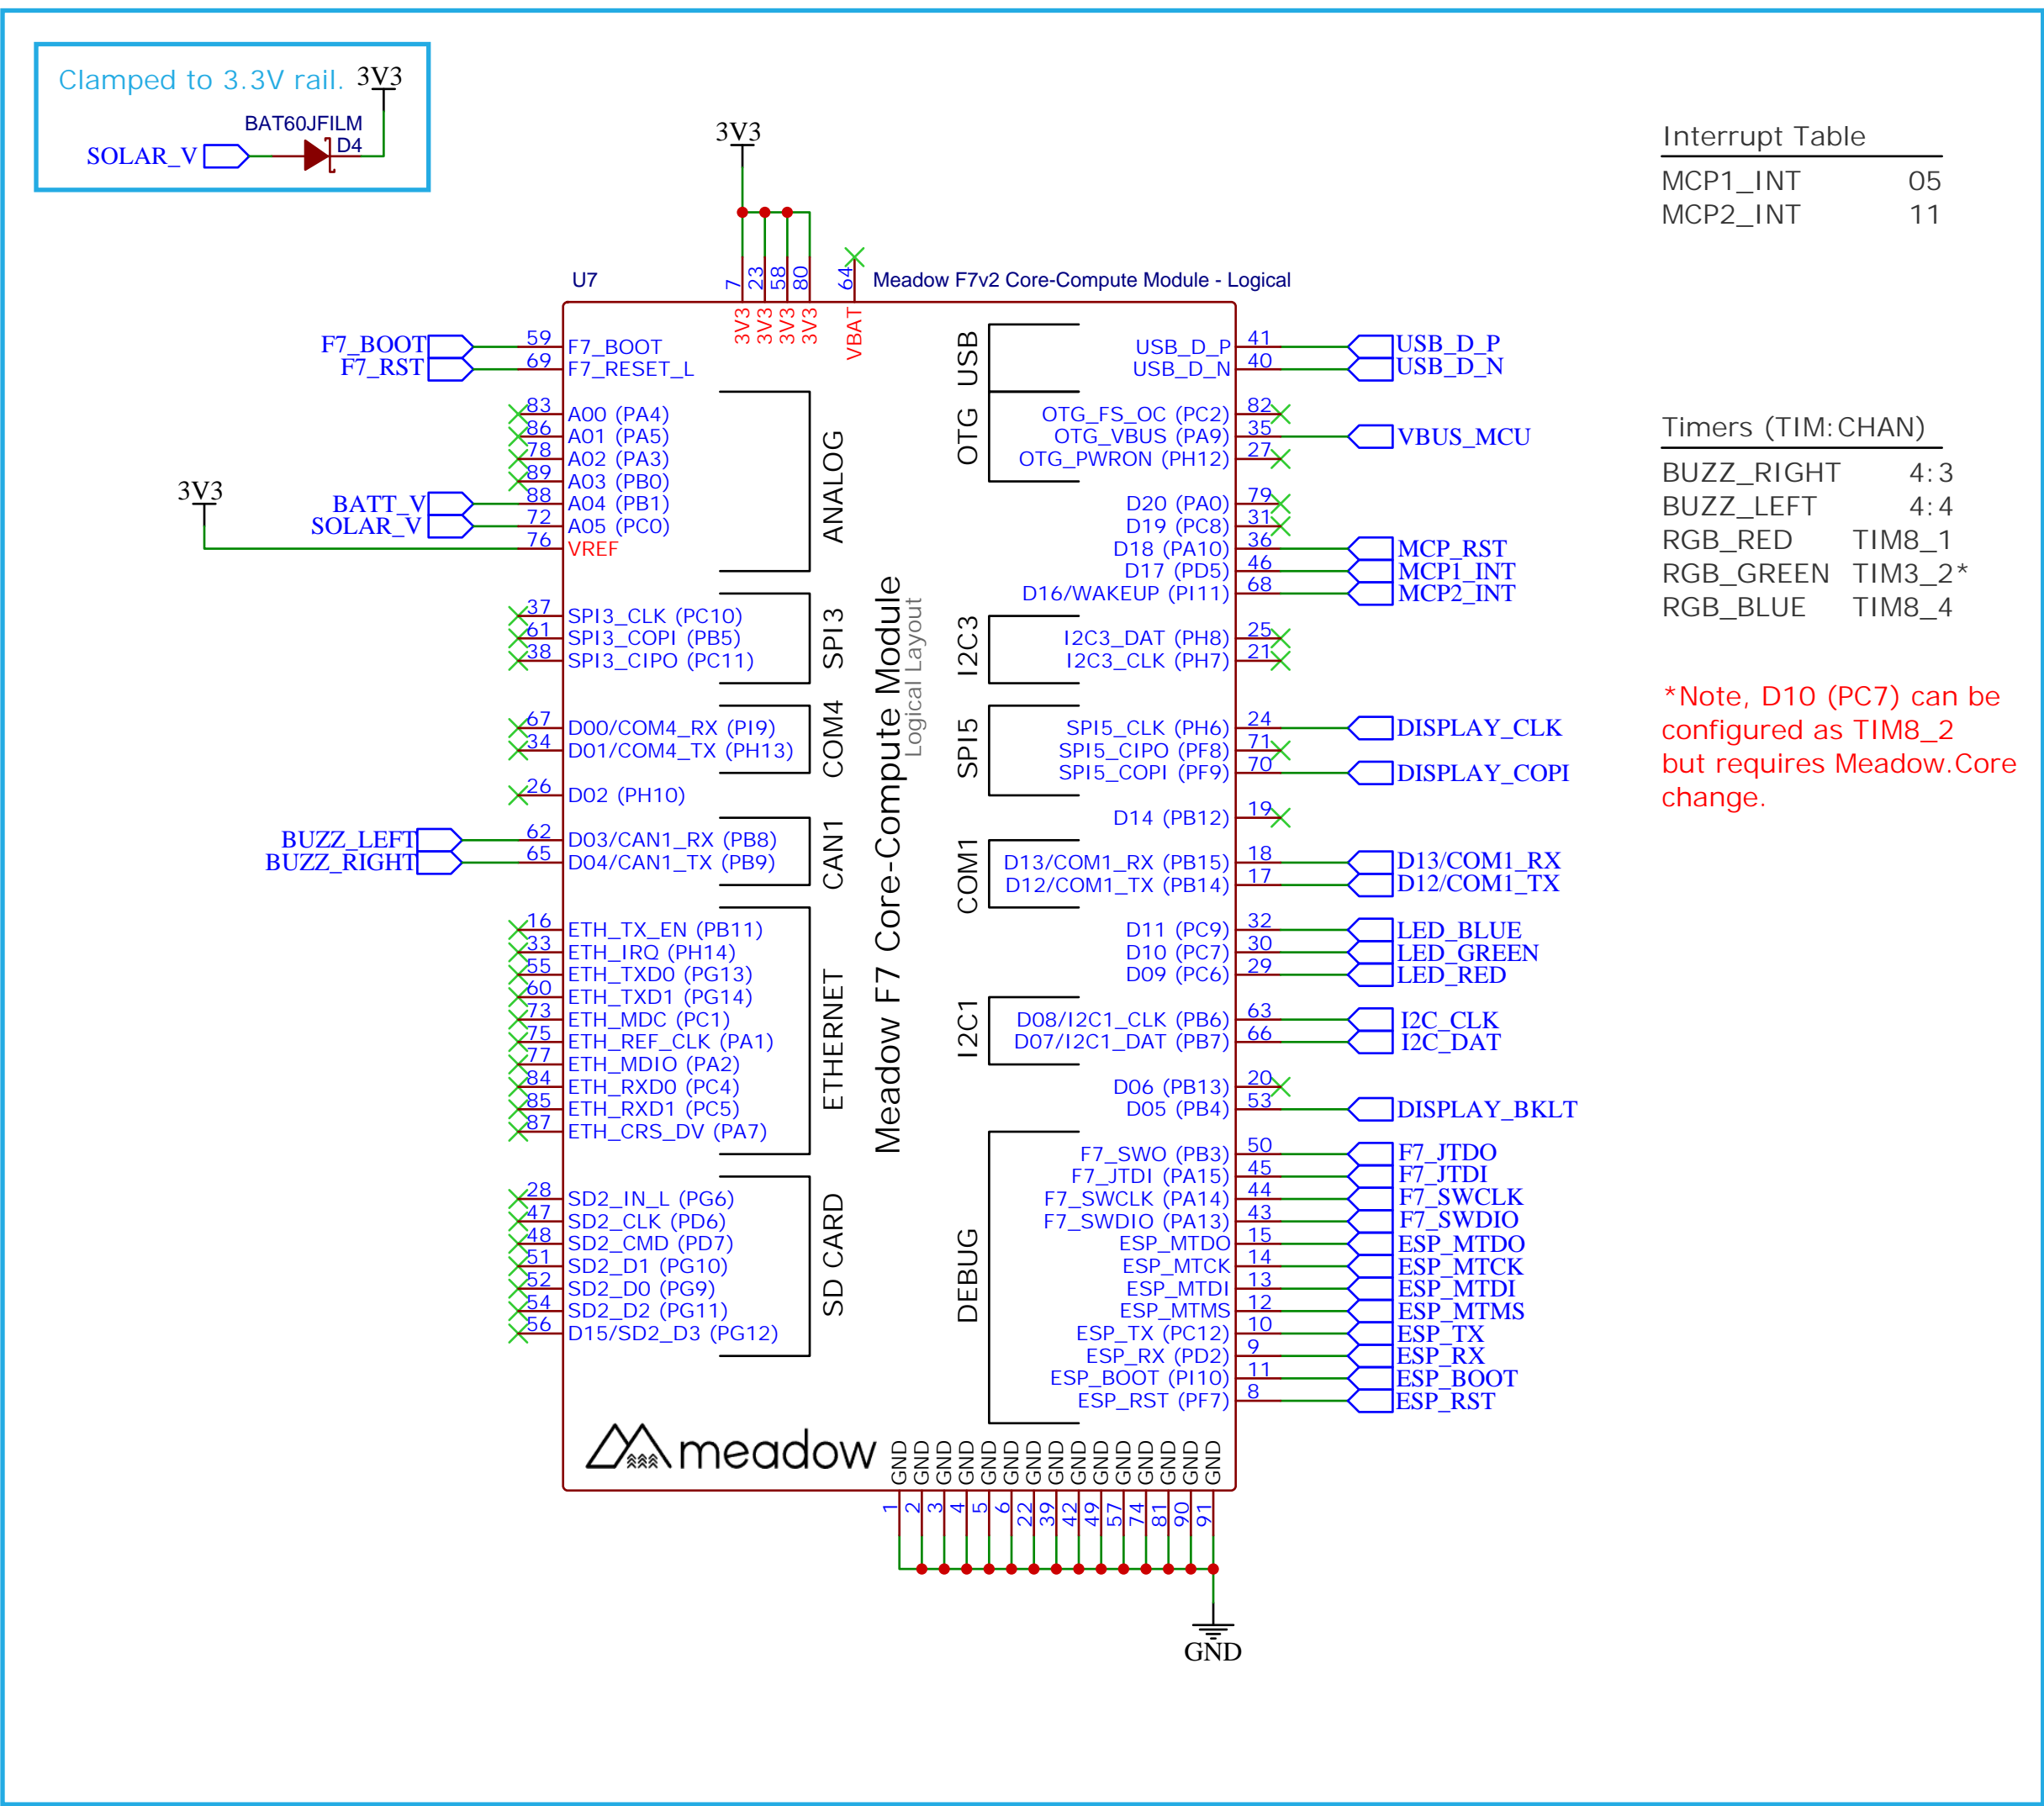 Clamped to 3.3V rail.
3V3
BAT60JFILM
D4
SOLAR_V
3V3
U7
7
23
58
80
64
Meadow F7v2 Core-Compute Module - Logical
3V3
3V3
3V3
3V3
VBAT
F7_BOOT 59 F7_BOOT
F7_RST 69 F7_RESET_L
83 A00 (PA4)
86 A01 (PA5)
78 A02 (PA3)
89 A03 (PB0)
BATT_V 88 A04 (PB1)
SOLAR_V 72 A05 (PC0)
3V3
76 VREF
ANALOG
37 SPI3_CLK (PC10)
61 SPI3_COPI (PB5)
38 SPI3_CIPO (PC11)
SPI3
67 D00/COM4_RX (PI9)
34 D01/COM4_TX (PH13)
COM4
26 D02 (PH10)
BUZZ_LEFT 62 D03/CAN1_RX (PB8)
BUZZ_RIGHT 65 D04/CAN1_TX (PB9)
CAN1
16 ETH_TX_EN (PB11)
33 ETH_IRQ (PH14)
55 ETH_TXD0 (PG13)
60 ETH_TXD1 (PG14)
73 ETH_MDC (PC1)
75 ETH_REF_CLK (PA1)
77 ETH_MDIO (PA2)
84 ETH_RXD0 (PC4)
85 ETH_RXD1 (PC5)
87 ETH_CRS_DV (PA7)
ETHERNET
28 SD2_IN_L (PG6)
47 SD2_CLK (PD6)
48 SD2_CMD (PD7)
51 SD2_D1 (PG10)
52 SD2_D0 (PG9)
54 SD2_D2 (PG11)
56 D15/SD2_D3 (PG12)
SD CARD
Meadow F7 Core-Compute Module
Logical Layout
USB
USB_D_P 41 USB_D_P
USB_D_N 40 USB_D_N
OTG
OTG_FS_OC (PC2) 82
OTG_VBUS (PA9) 35 VBUS_MCU
OTG_PWRON (PH12) 27
D20 (PA0) 79
D19 (PC8) 31
D18 (PA10) 36 MCP_RST
D17 (PD5) 46 MCP1_INT
D16/WAKEUP (PI11) 68 MCP2_INT
I2C3
I2C3_DAT (PH8) 25
I2C3_CLK (PH7) 21
SPI5
SPI5_CLK (PH6) 24 DISPLAY_CLK
SPI5_CIPO (PF8) 71
SPI5_COPI (PF9) 70 DISPLAY_COPI
D14 (PB12) 19
COM1
D13/COM1_RX (PB15) 18 D13/COM1_RX
D12/COM1_TX (PB14) 17 D12/COM1_TX
D11 (PC9) 32 LED_BLUE
D10 (PC7) 30 LED_GREEN
D09 (PC6) 29 LED_RED
I2C1
D08/I2C1_CLK (PB6) 63 I2C_CLK
D07/I2C1_DAT (PB7) 66 I2C_DAT
D06 (PB13) 20
D05 (PB4) 53 DISPLAY_BKLT
DEBUG
F7_SWO (PB3) 50 F7_JTDO
F7_JTDI (PA15) 45 F7_JTDI
F7_SWCLK (PA14) 44 F7_SWCLK
F7_SWDIO (PA13) 43 F7_SWDIO
ESP_MTDO 15 ESP_MTDO
ESP_MTCK 14 ESP_MTCK
ESP_MTDI 13 ESP_MTDI
ESP_MTMS 12 ESP_MTMS
ESP_TX (PC12) 10 ESP_TX
ESP_RX (PD2) 9 ESP_RX
ESP_BOOT (PI10) 11 ESP_BOOT
ESP_RST (PF7) 8 ESP_RST
meadow
GND GND GND GND GND GND GND GND GND GND GND GND GND GND GND
1 2 3 4 5 6 22 39 42 49 57 74 81 90 91
GND
Interrupt Table
MCP1_INT 05
MCP2_INT 11
Timers (TIM:CHAN)
BUZZ_RIGHT 4:3
BUZZ_LEFT 4:4
RGB_RED TIM8_1
RGB_GREEN TIM3_2*
RGB_BLUE TIM8_4
*Note, D10 (PC7) can be
configured as TIM8_2
but requires Meadow.Core
change.